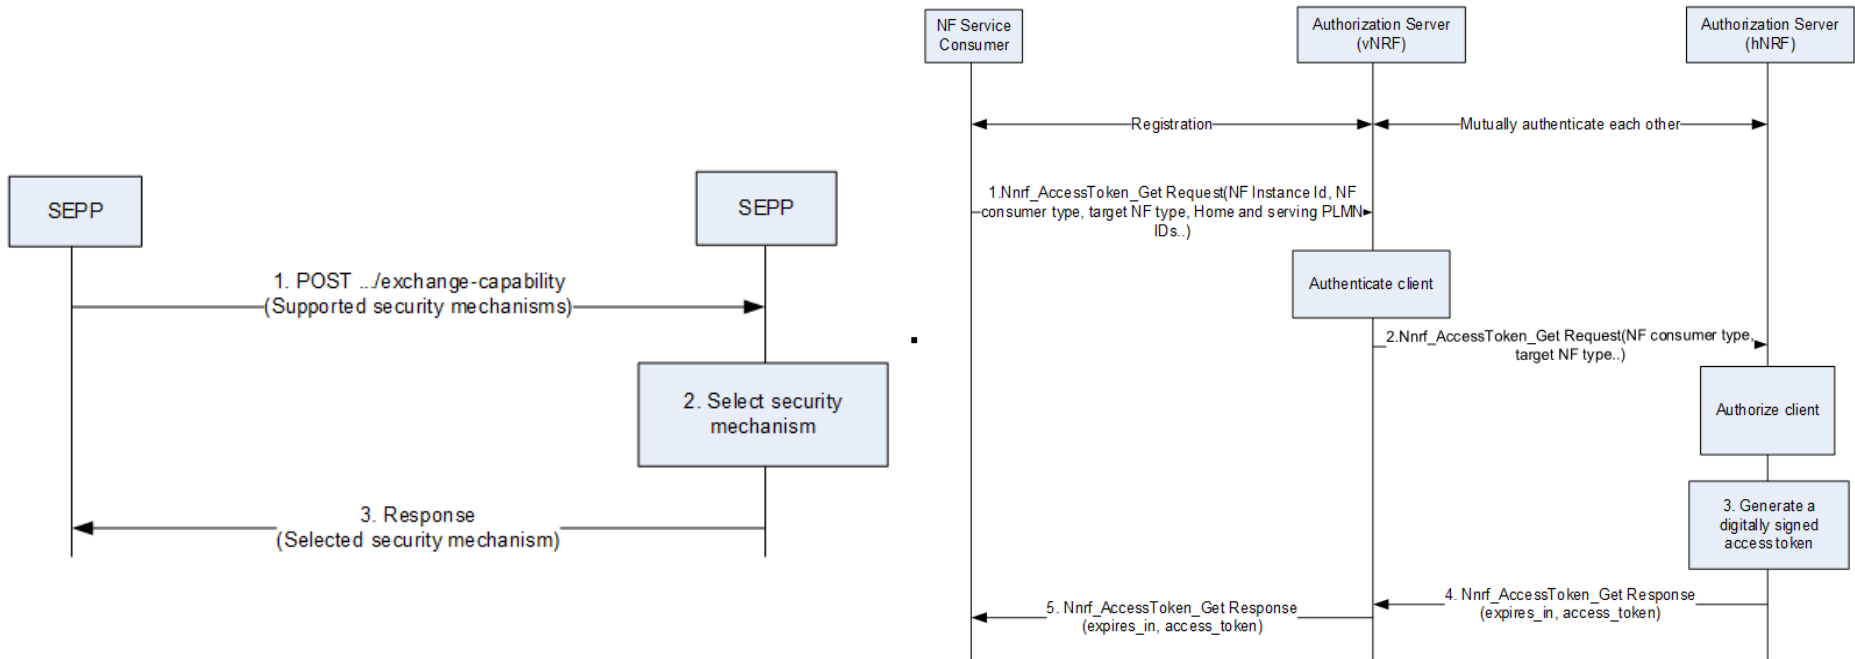 SEPP
SEPP
1. POST .../exchange-capability
(Supported security mechanisms)
2. Select security
mechanism
3. Response
(Selected security mechanism)
NF Service
Consumer
Authorization Server
(vNRF)
Authorization Server
(hNRF)
Registration
Mutually authenticate each other
1.Nnrf_AccessToken_Get Request(NF Instance Id, NF
consumer type, target NF type, Home and serving PLMN
IDs..)
Authenticate client
2.Nnrf_AccessToken_Get Request(NF consumer type,
target NF type..)
Authorize client
3. Generate a
digitally signed
access token
4. Nnrf_AccessToken_Get Response
(expires_in, access_token)
5. Nnrf_AccessToken_Get Response
(expires_in, access_token)